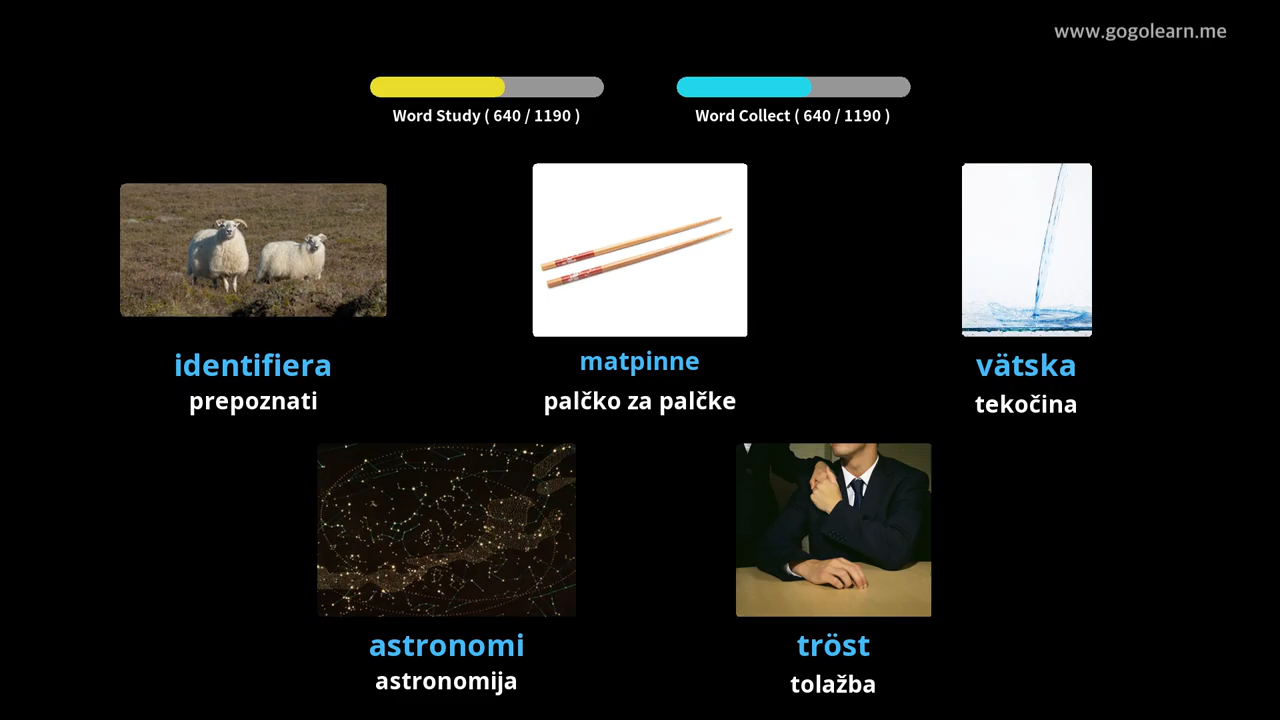 www.gogolearn.me
Word Study ( 640 / 1190 )
Word Collect ( 640 / 1190 )
identifiera
prepoznati
matpinne
palčko za palčke
vätska
tekočina
astronomi
astronomija
tröst
tolažba